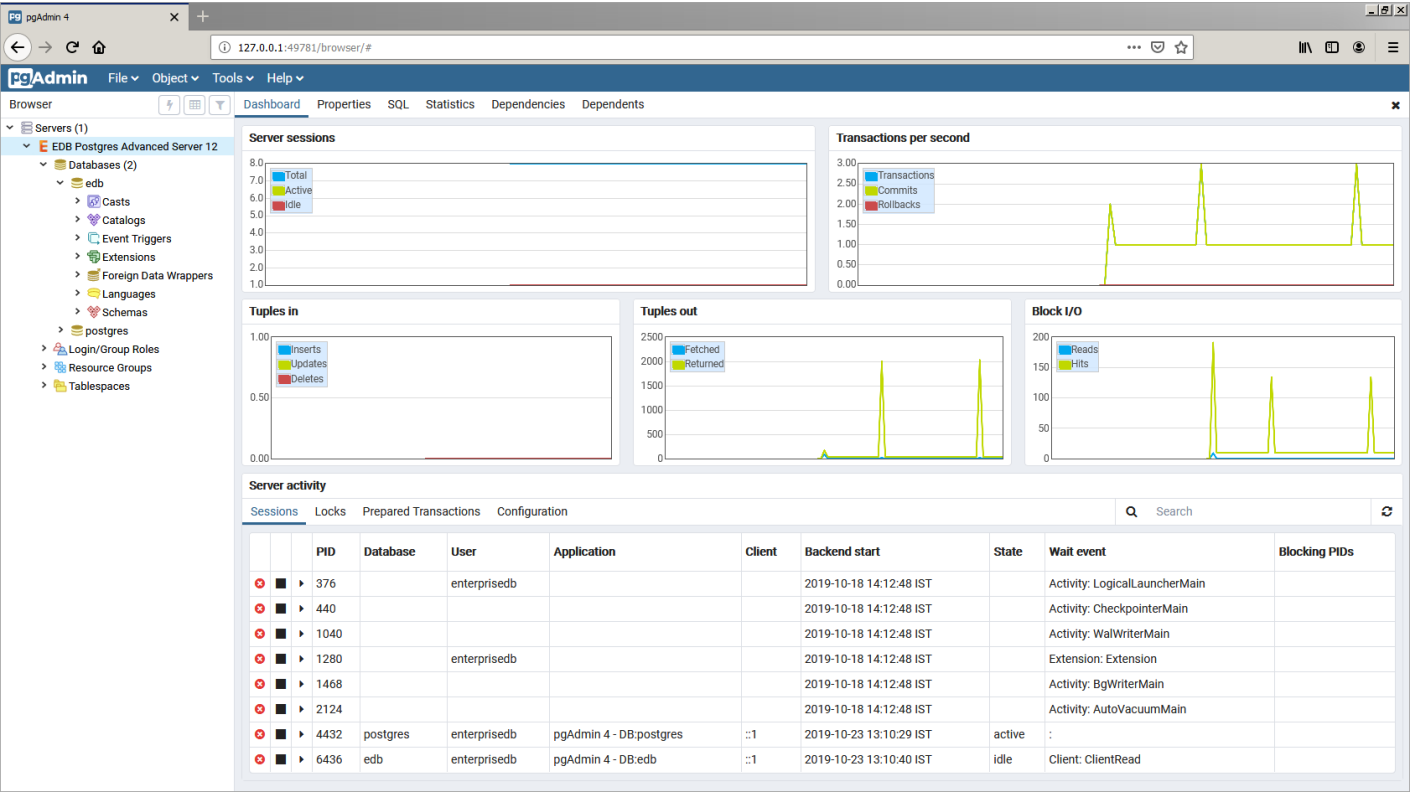 pgAdmin 4
127.0.0.1:49781/browser/#
pgAdmin File Object Tools Help
Browser
Dashboard Properties SQL Statistics Dependencies Dependents
Servers (1)
EDB Postgres Advanced Server 12
Databases (2)
edb
Casts
Catalogs
Event Triggers
Extensions
Foreign Data Wrappers
Languages
Schemas
postgres
Login/Group Roles
Resource Groups
Tablespaces
Server sessions
8.0
7.0
6.0
5.0
4.0
3.0
2.0
1.0
Total
Active
Idle
Transactions per second
3.00
2.50
2.00
1.50
1.00
0.50
0.00
Transactions
Commits
Rollbacks
Tuples in
1.00
0.50
0.00
Inserts
Updates
Deletes
Tuples out
2500
2000
1500
1000
500
0
Fetched
Returned
Block I/O
200
150
100
50
0
Reads
Hits
Server activity
Sessions Locks Prepared Transactions Configuration Search
PID Database User Application Client Backend start State Wait event Blocking PIDs
376 enterprisedb 2019-10-18 14:12:48 IST Activity: LogicalLauncherMain
440 2019-10-18 14:12:48 IST Activity: CheckpointerMain
1040 2019-10-18 14:12:48 IST Activity: WalWriterMain
1280 enterprisedb 2019-10-18 14:12:48 IST Extension: Extension
1468 2019-10-18 14:12:48 IST Activity: BgWriterMain
2124 2019-10-18 14:12:48 IST Activity: AutoVacuumMain
4432 postgres enterprisedb pgAdmin 4 - DB:postgres ::1 2019-10-23 13:10:29 IST active :
6436 edb enterprisedb pgAdmin 4 - DB:edb ::1 2019-10-23 13:10:40 IST idle Client: ClientRead